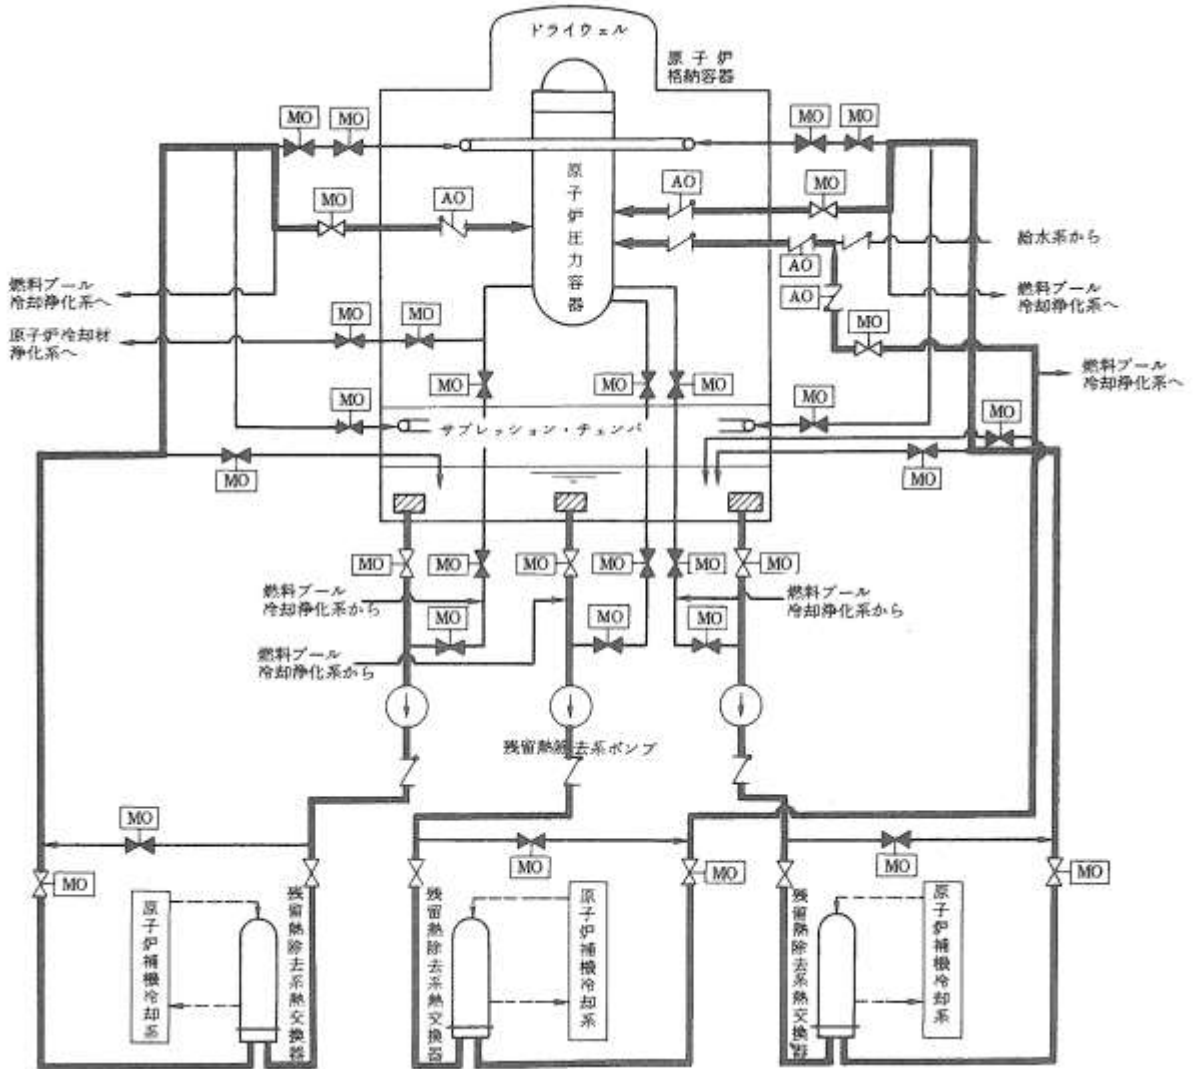 ドライウェル
原子炉
格納容器
MO
MO
MO
MO
原子炉圧力容器
MO
AO
AO
MO
給水系から
AO
AO
燃料プール
冷却浄化系へ
燃料プール
冷却浄化系へ
原子炉冷却材
浄化系へ
MO
MO
MO
燃料プール
冷却浄化系へ
MO
MO
MO
MO
MO
MO
サプレッション・チェンバ
MO
MO
MO
MO
MO
MO
MO
MO
燃料プール
冷却浄化系から
燃料プール
冷却浄化系から
MO
MO
MO
燃料プール
冷却浄化系から
残留熱除去系ポンプ
MO
MO
MO
MO
MO
MO
原子炉補機冷却系
残留熱除去系熱交換器
残留熱除去系熱交換器
原子炉補機冷却系
残留熱除去系熱交換器
原子炉補機冷却系